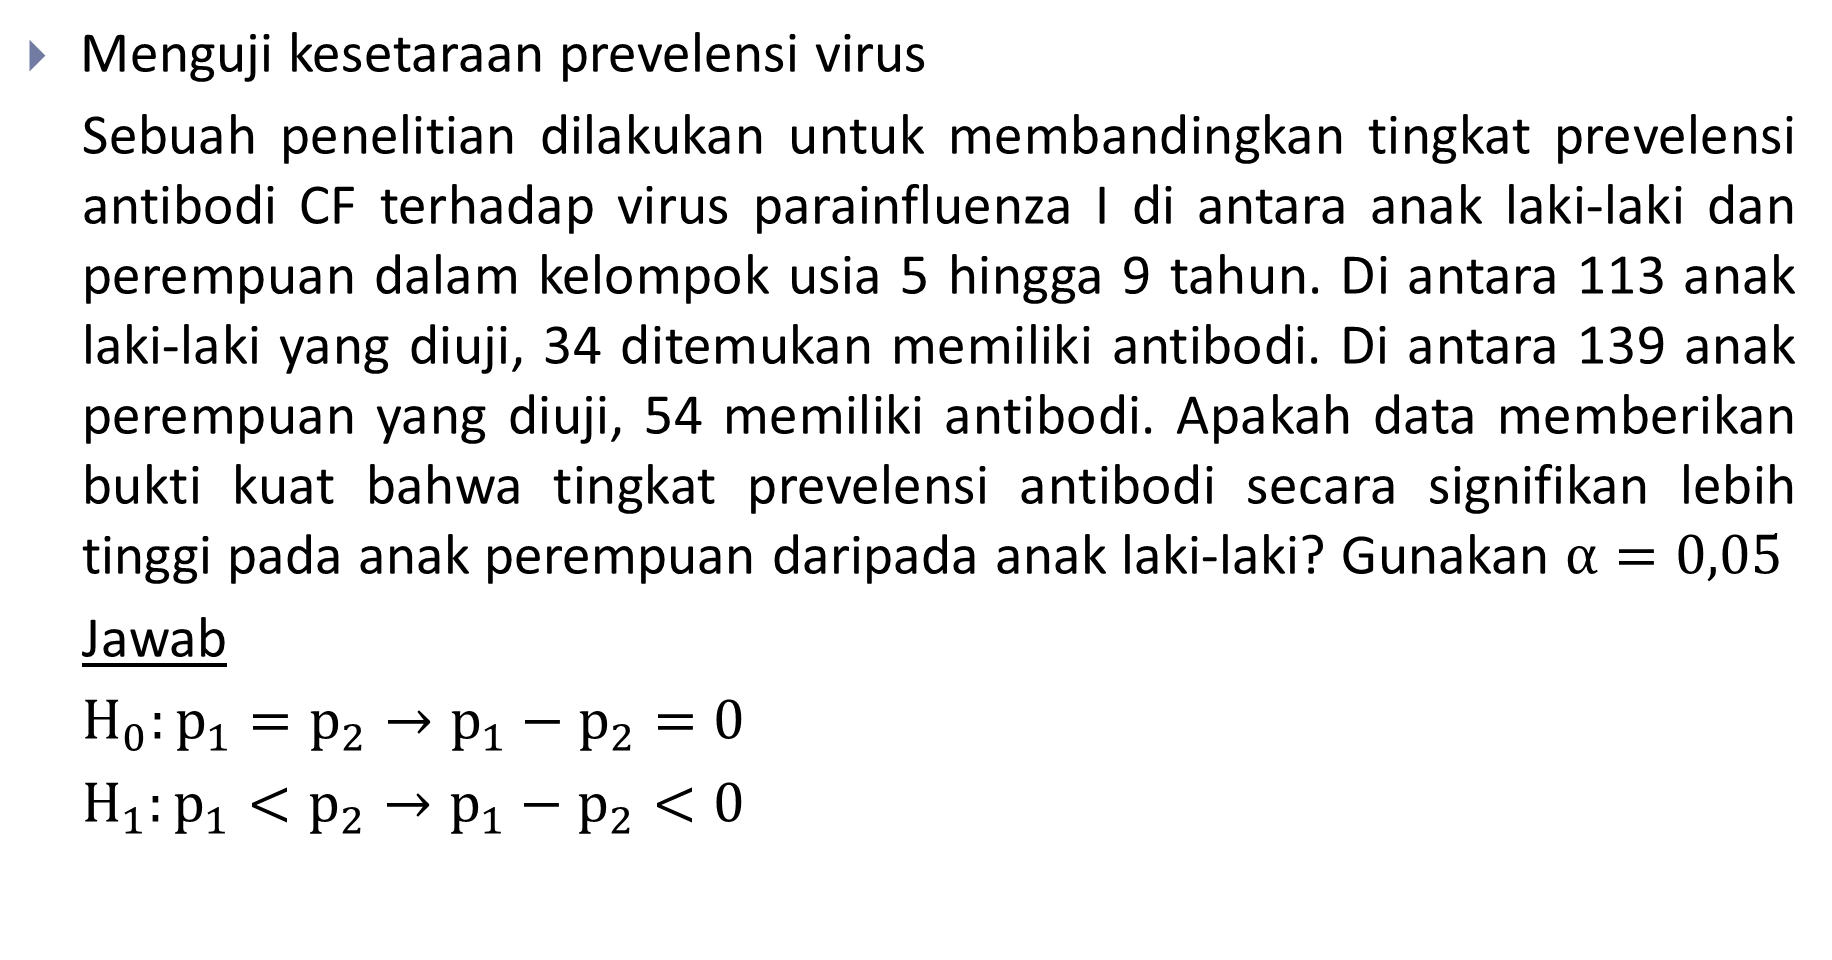 Menguji kesetaraan prevelensi virus
Sebuah penelitian dilakukan untuk membandingkan tingkat prevelensi
antibodi CF terhadap virus parainfluenza I di antara anak laki-laki dan
perempuan dalam kelompok usia 5 hingga 9 tahun. Di antara 113 anak
laki-laki yang diuji, 34 ditemukan memiliki antibodi. Di antara 139 anak
perempuan yang diuji, 54 memiliki antibodi. Apakah data memberikan
bukti kuat bahwa tingkat prevelensi antibodi secara signifikan lebih
tinggi pada anak perempuan daripada anak laki-laki? Gunakan α = 0,05
Jawab
H₀: p₁ = p₂ → p₁ − p₂ = 0
H₁: p₁ < p₂ → p₁ − p₂ < 0